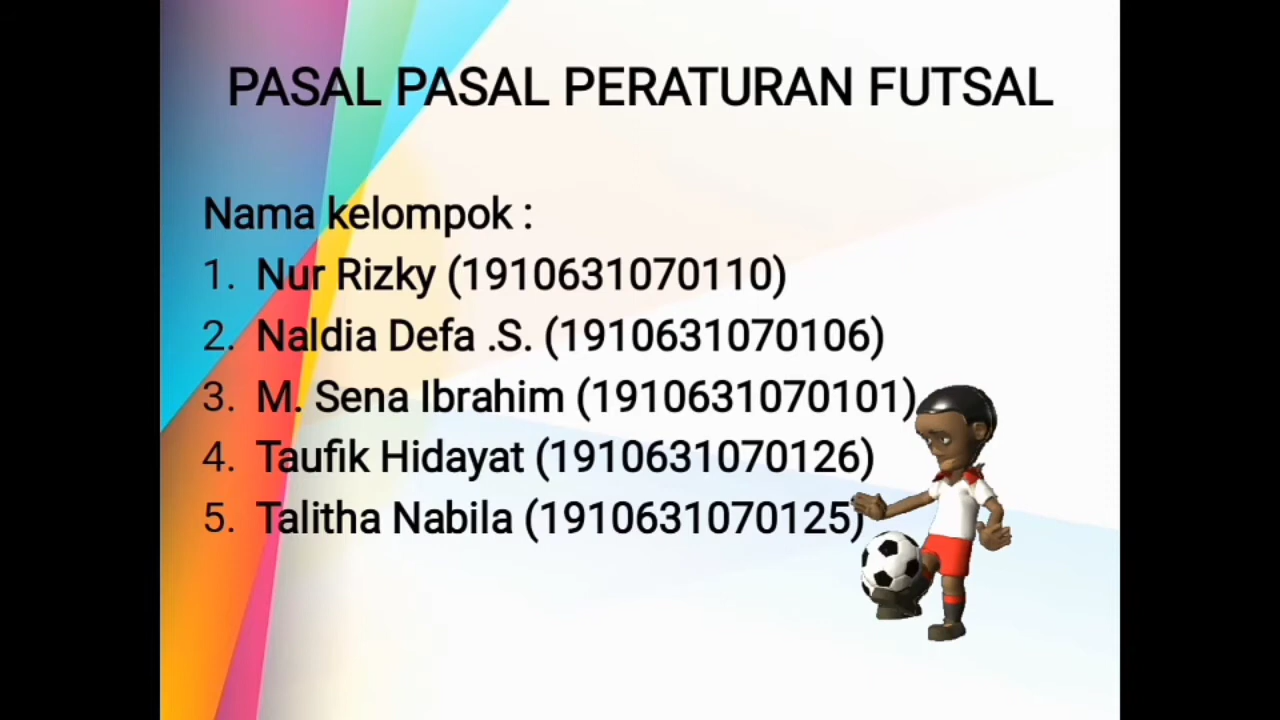 PASAL PASAL PERATURAN FUTSAL
Nama kelompok :
1. Nur Rizky (1910631070110)
2. Naldia Defa .S. (1910631070106)
3. M. Sena Ibrahim (1910631070101)
4. Taufik Hidayat (1910631070126)
5. Talitha Nabila (1910631070125)